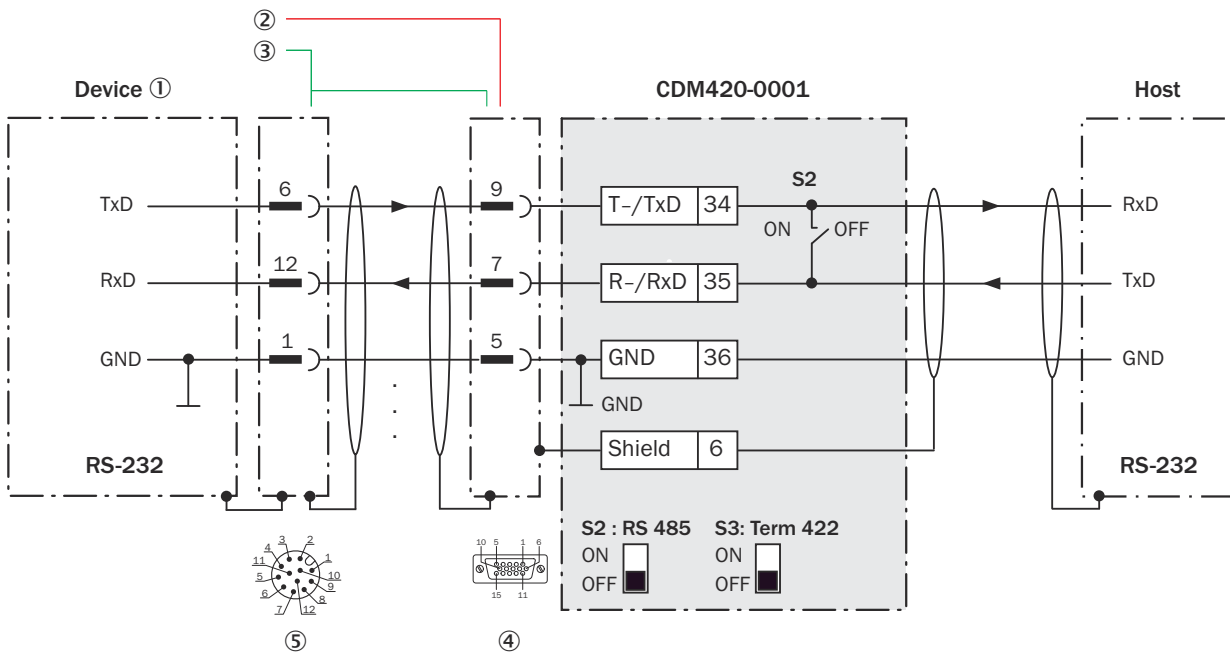 ②
③
Device ①
CDM420-0001
Host
6
9
S2
TxD
T–/TxD 34
RxD
ON OFF
12
7
RxD
R–/RxD 35
TxD
1
5
GND
GND 36
GND
GND
Shield 6
RS-232
RS-232
S2 : RS 485 S3: Term 422
ON ON
OFF OFF
3 2
4 1
11 10
5 9
6 8
7 12
10 5 1 6
15 11
⑤ ④